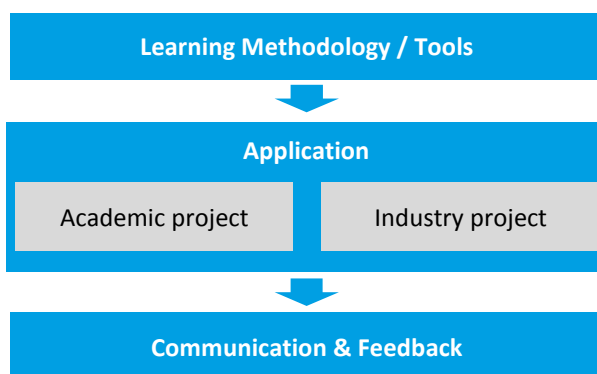 Learning Methodology / Tools
Application
Academic project
Industry project
Communication & Feedback